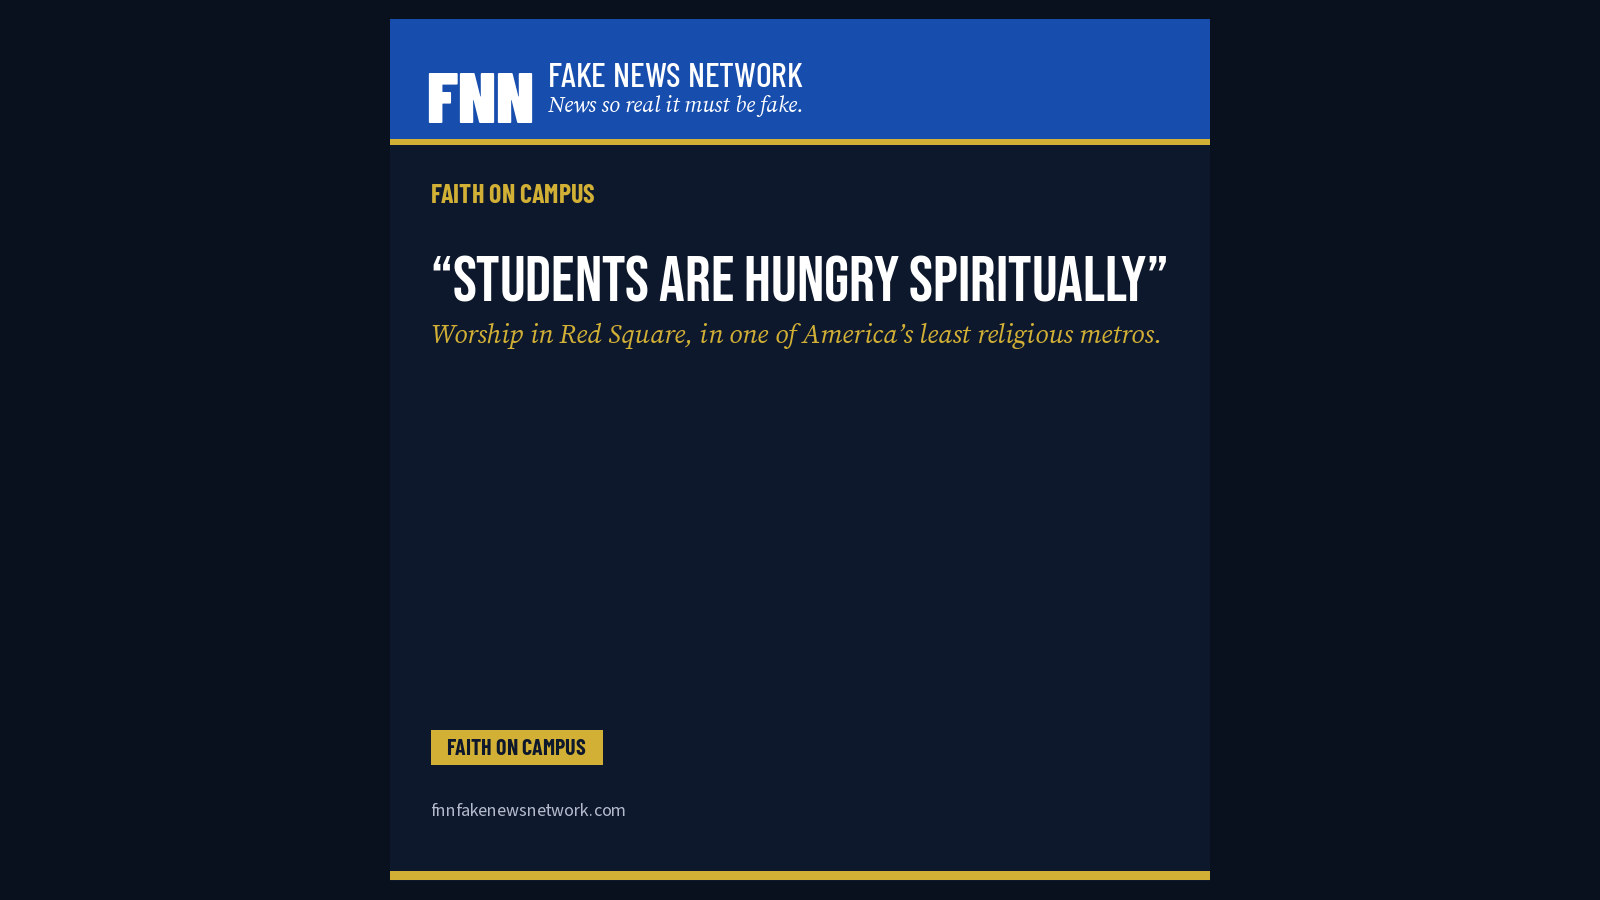 FNN
FAKE NEWS NETWORK
News so real it must be fake.
FAITH ON CAMPUS
“STUDENTS ARE HUNGRY SPIRITUALLY”
Worship in Red Square, in one of America’s least religious metros.
FAITH ON CAMPUS
fnnfakenewsnetwork.com